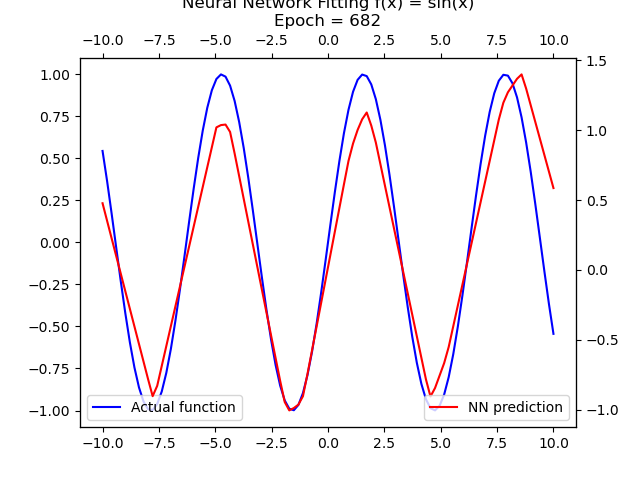 Neural Network Fitting f(x) = sin(x)
Epoch = 682
−10.0 −7.5 −5.0 −2.5 0.0 2.5 5.0 7.5 10.0
1.00
0.75
0.50
0.25
0.00
−0.25
−0.50
−0.75
−1.00
1.5
1.0
0.5
0.0
−0.5
−1.0
Actual function
NN prediction
−10.0 −7.5 −5.0 −2.5 0.0 2.5 5.0 7.5 10.0